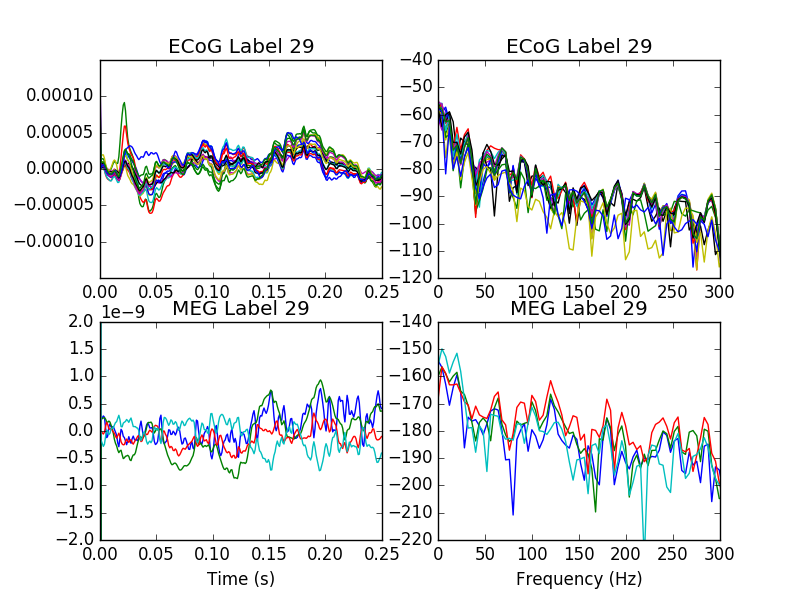 ECoG Label 29
ECoG Label 29
0.00010
0.00005
0.00000
−0.00005
−0.00010
0.00 0.05 0.10 0.15 0.20 0.25
−40
−50
−60
−70
−80
−90
−100
−110
−120
0 50 100 150 200 250 300
1e−9
MEG Label 29
MEG Label 29
2.0
1.5
1.0
0.5
0.0
−0.5
−1.0
−1.5
−2.0
0.00 0.05 0.10 0.15 0.20 0.25
Time (s)
−140
−150
−160
−170
−180
−190
−200
−210
−220
0 50 100 150 200 250 300
Frequency (Hz)